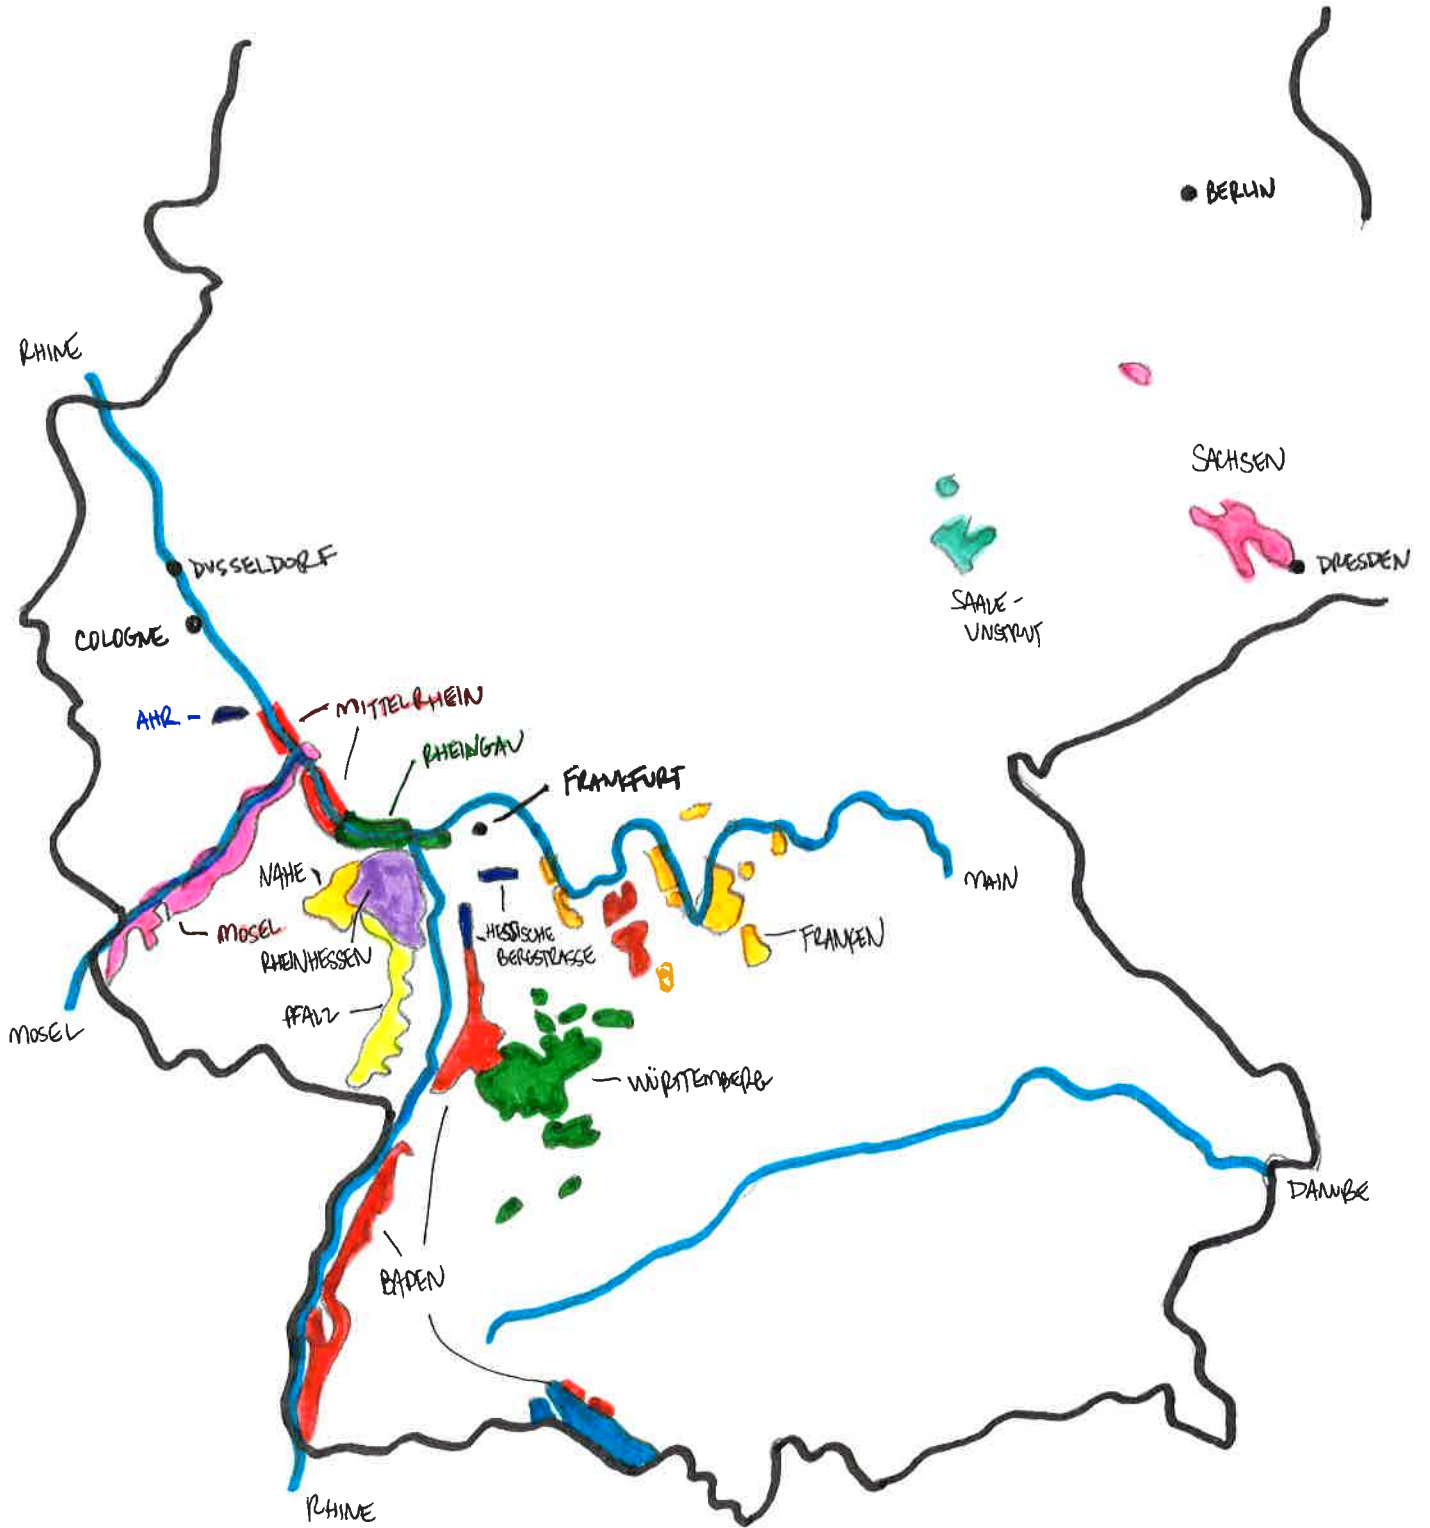 BERLIN
RHINE
SACHSEN
DUSSELDORF
DRESDEN
SAALE-
UNSTRUT
COLOGNE
AHR -
MITTELRHEIN
RHEINGAU
FRANKFURT
NAHE
MAIN
MOSEL
FRANKEN
HESSISCHE
BERGSTRASSE
RHEINHESSEN
PFALZ
MOSEL
WÜRTTEMBERG
DANUBE
BADEN
RHINE